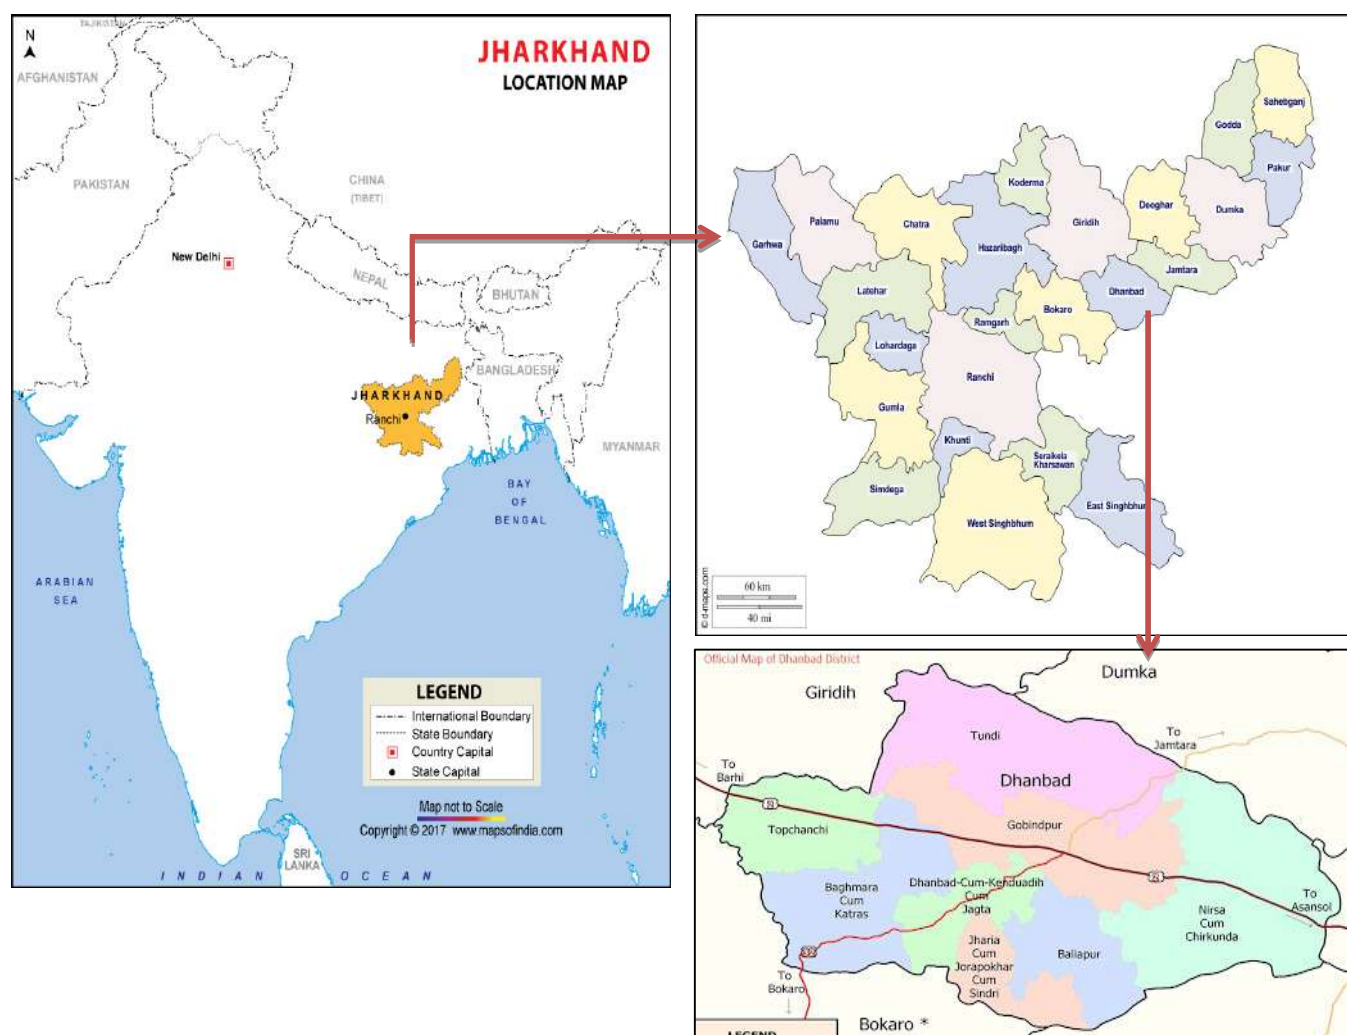 TAJIKISTAN
N
JHARKHAND
LOCATION MAP
AFGHANISTAN
PAKISTAN
CHINA
(TIBET)
New Delhi
NEPAL
BHUTAN
BANGLADESH
JHARKHAND
Ranchi
MYANMAR
BAY
OF
BENGAL
ARABIAN
SEA
LEGEND
International Boundary
State Boundary
Country Capital
State Capital
Map not to Scale
Copyright © 2017 www.mapsofindia.com
SRI
LANKA
INDIAN OCEAN
Sahebganj
Godda
Pakur
Koderma
Palamu
Chatra
Giridih
Deoghar
Dumka
Garhwa
Hazaribagh
Jamtara
Latehar
Dhanbad
Bokaro
Ramgarh
Lohardaga
Ranchi
Gumla
Khunti
Seraikela
Kharsawan
Simdega
East Singhbhum
West Singhbhum
60 km
40 mi
© d-maps.com
Official Map of Dhanbad District
Dumka
Giridih
Tundi
To
Jamtara
To
Barhi
Dhanbad
Topchanchi
Gobindpur
Baghmara
Cum
Katras
Dhanbad-Cum-Kenduadih
Cum
Jagta
To
Asansol
Nirsa
Cum
Chirkunda
Jharia
Cum
Jorapokhar
Cum
Sindri
Baliapur
To
Bokaro
Bokaro *
LEGEND